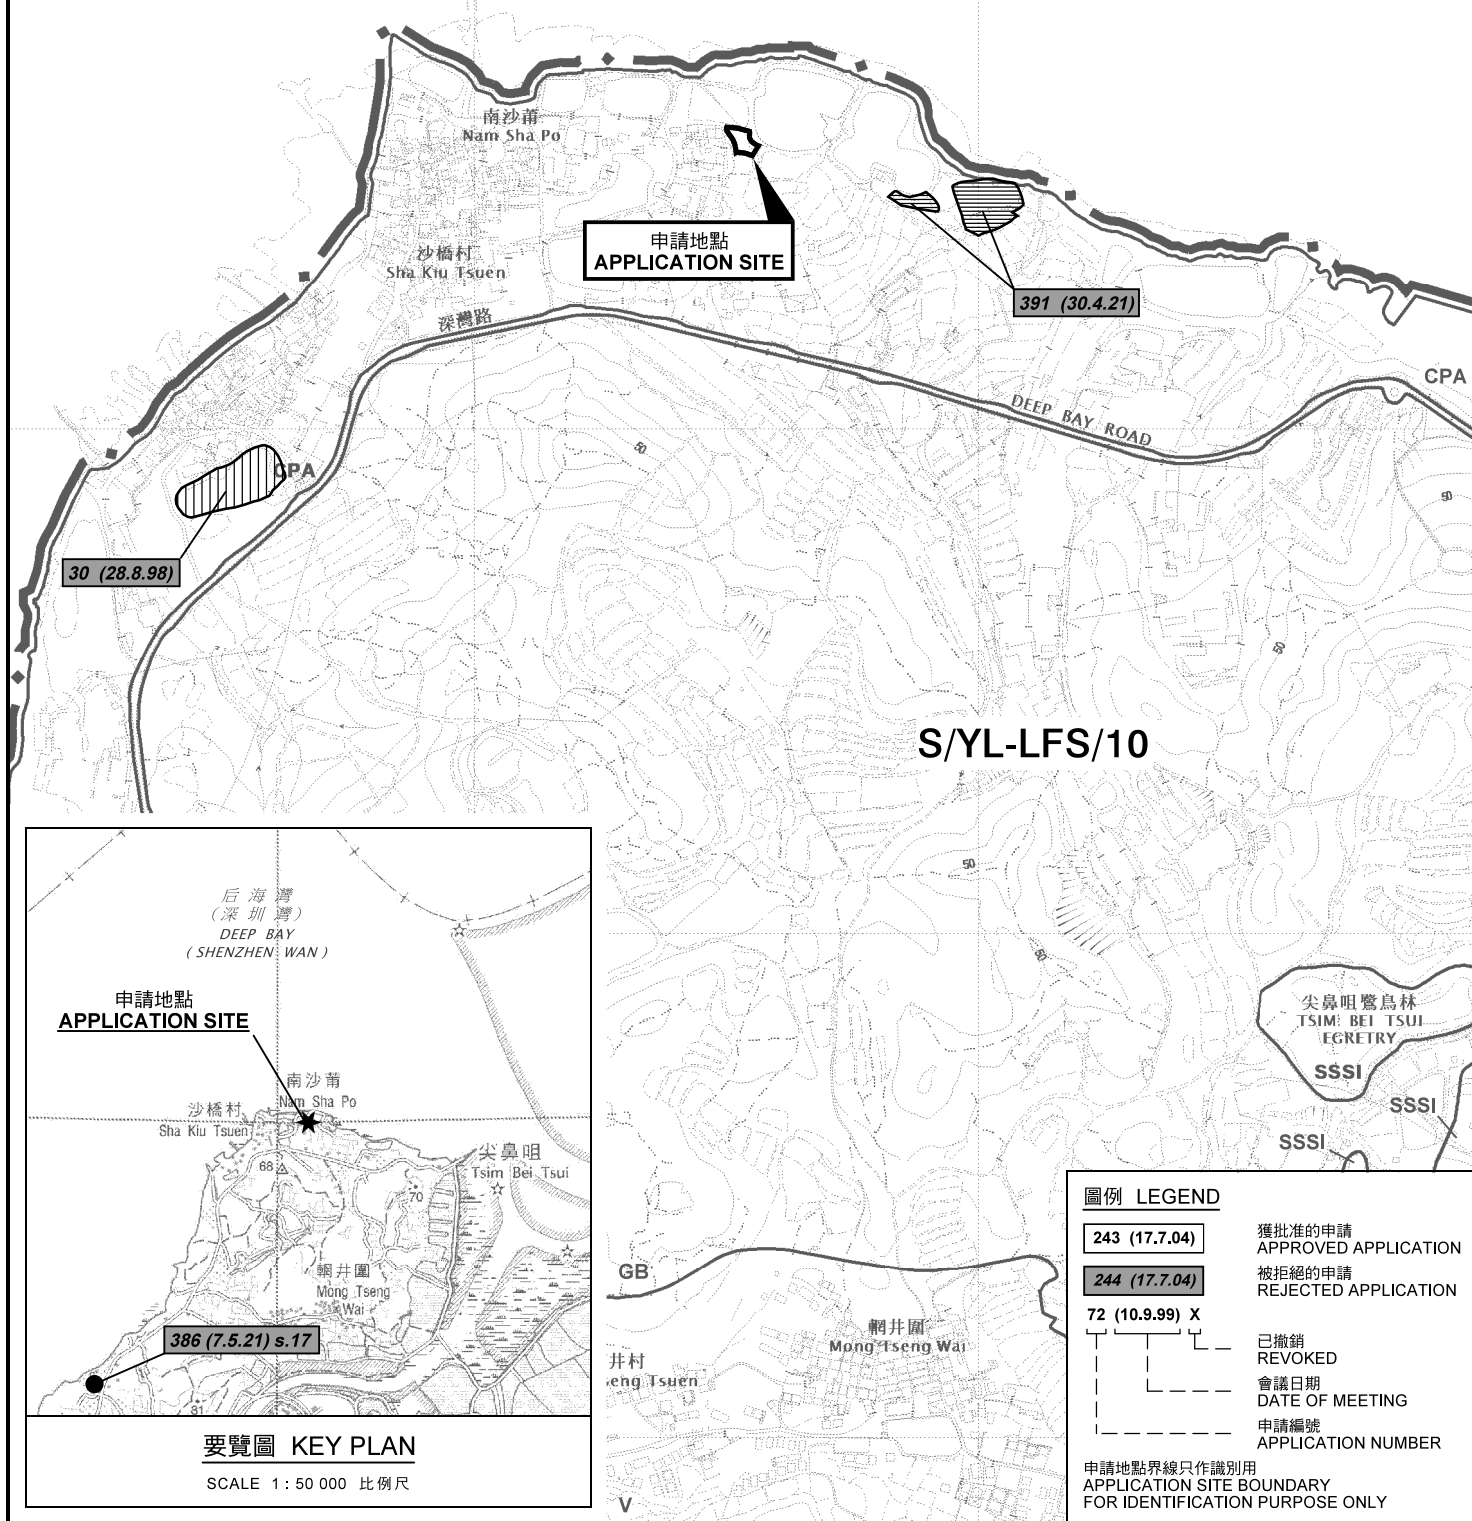 南沙莆
Nam Sha Po
申請地點
APPLICATION SITE
沙橋村
Sha Kiu Tsuen
深灣路
391 (30.4.21)
CPA
DEEP BAY ROAD
50
50
CPA
30 (28.8.98)
50
S/YL-LFS/10
50
50
尖鼻咀鷺鳥林
TSIM BEI TSUI
EGRETRY
SSSI
SSSI
SSSI
GB
輞井圍
Mong Tseng Wai
井村
eng Tsuen
V
后海灣
(深圳灣)
DEEP BAY
(SHENZHEN WAN)
申請地點
APPLICATION SITE
南沙莆
Nam Sha Po
沙橋村
Sha Kiu Tsuen
尖鼻咀
Tsim Bei Tsui
68
70
輞井圍
Mong Tseng
Wai
386 (7.5.21) s.17
81
要覽圖 KEY PLAN
SCALE 1 : 50 000 比例尺
圖例 LEGEND
243 (17.7.04)
獲批准的申請
APPROVED APPLICATION
244 (17.7.04)
被拒絕的申請
REJECTED APPLICATION
72 (10.9.99) X
已撤銷
REVOKED
會議日期
DATE OF MEETING
申請編號
APPLICATION NUMBER
申請地點界線只作識別用
APPLICATION SITE BOUNDARY
FOR IDENTIFICATION PURPOSE ONLY